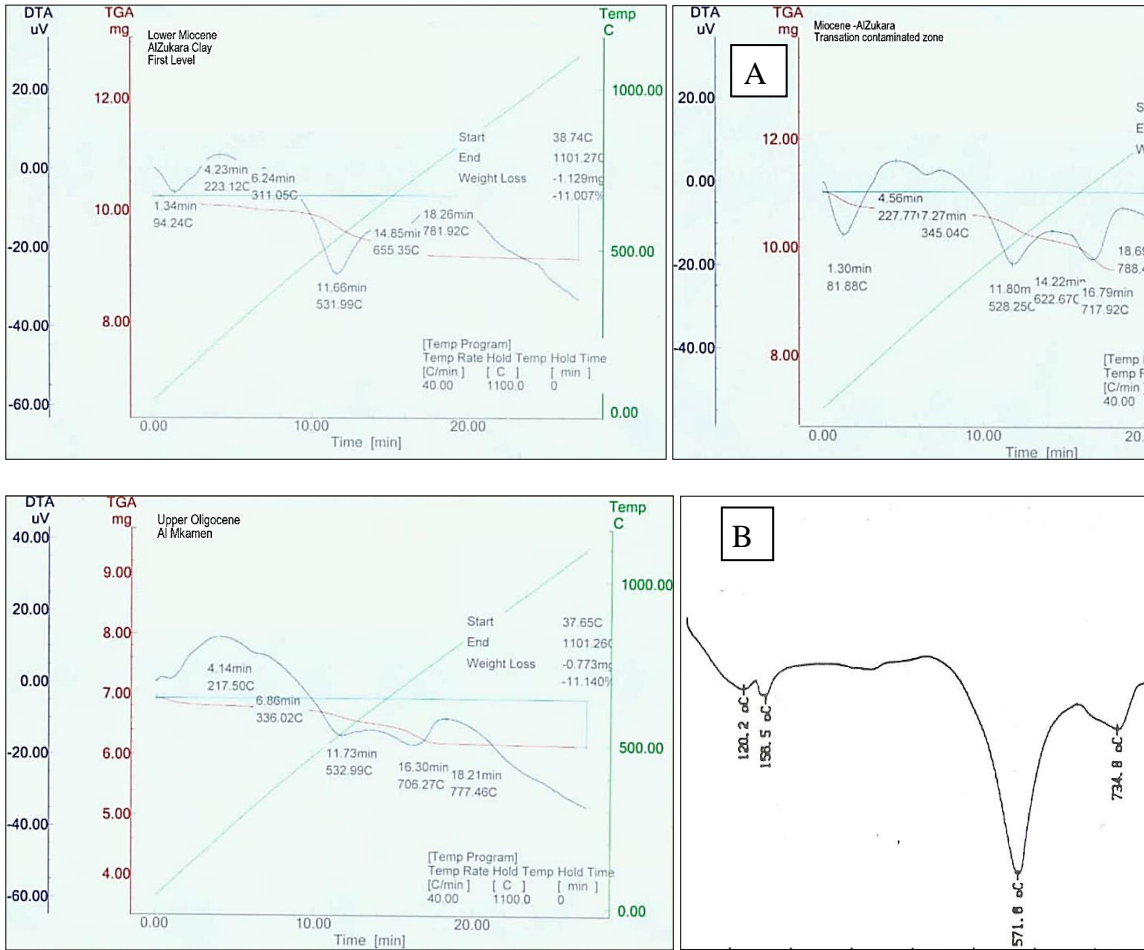 DTA
uV
TGA
mg
Temp
C
Lower Miocene
AlZukara Clay
First Level
20.00
0.00
-20.00
-40.00
-60.00
12.00
10.00
8.00
1000.00
500.00
0.00
4.23min
223.12C
6.24min
311.05C
1.34min
94.24C
14.85min
655.35C
18.26min
781.92C
11.66min
531.99C
Start 38.74C
End 1101.27C
Weight Loss -1.129mg
-11.007%
[Temp Program]
Temp Rate Hold Temp Hold Time
[C/min] [ C ] [ min ]
40.00 1100.0 0
0.00 10.00 20.00
Time [min]
DTA
uV
TGA
mg
A
Miocene -AlZukara
Transation contaminated zone
20.00
0.00
-20.00
-40.00
12.00
10.00
8.00
4.56min
7.27min
345.04C
1.30min
81.88C
528.25C
14.22min
622.67C
16.79min
717.92C
[C/min]
40.00
0.00 10.00
Time [min]
DTA
uV
TGA
mg
Temp
C
Upper Oligocene
Al Mkamen
40.00
20.00
0.00
-20.00
-40.00
-60.00
9.00
8.00
7.00
6.00
5.00
4.00
1000.00
500.00
0.00
4.14min
217.50C
6.86min
336.02C
11.73min
532.99C
16.30min
706.27C
18.21min
777.46C
Start 37.65C
End 1101.26C
Weight Loss -0.773mg
-11.140%
[Temp Program]
Temp Rate Hold Temp Hold Time
[C/min] [ C ] [ min ]
40.00 1100.0 0
0.00 10.00 20.00
Time [min]
B
120.2 oC
571.6 oC
734.8 oC